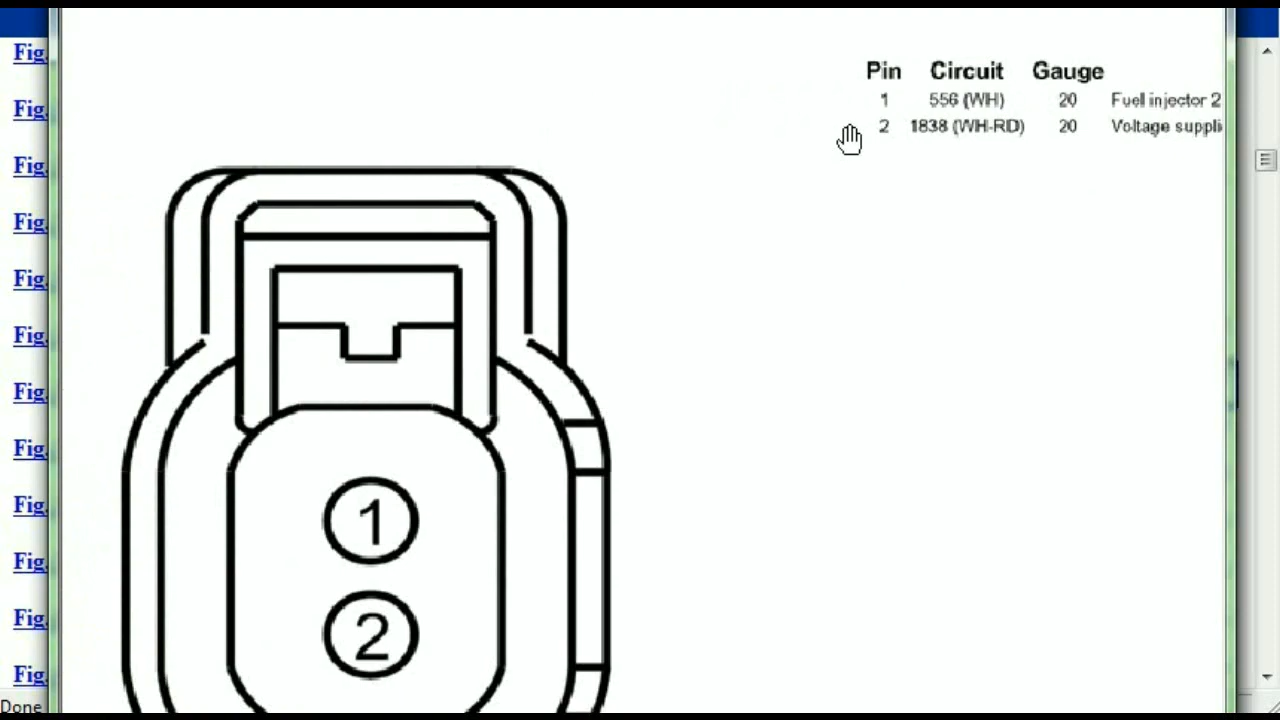 Pin Circuit Gauge
1 556 (WH) 20 Fuel injector 2
2 1838 (WH-RD) 20 Voltage suppli
Fig.
Fig.
Fig.
Fig.
Fig.
Fig.
Fig.
Fig.
Fig.
Fig.
Fig.
Fig.
1
2
Done